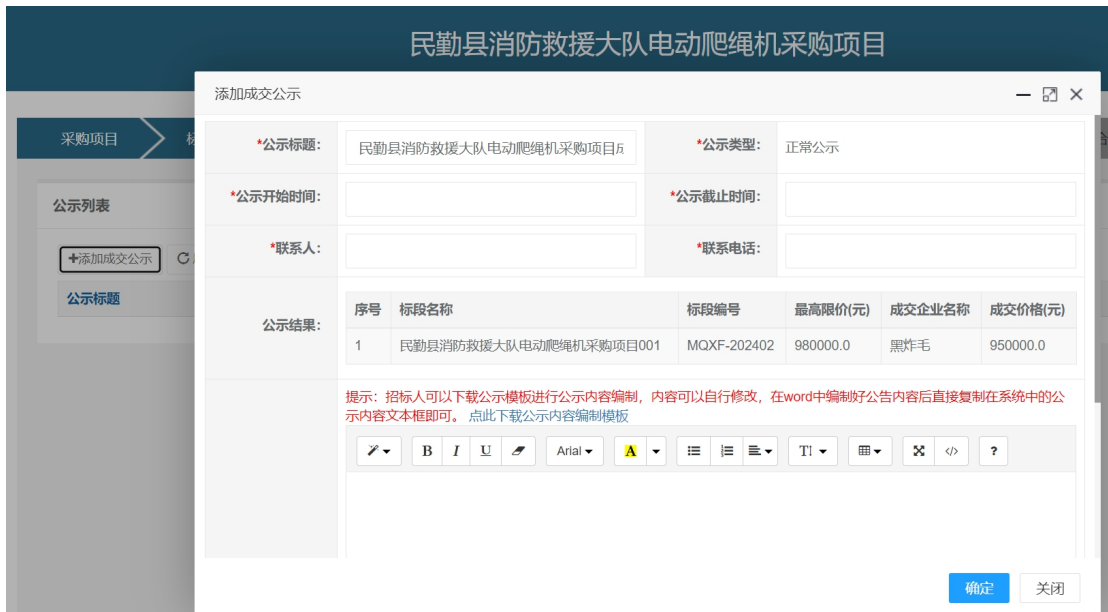 民勤县消防救援大队电动爬绳机采购项目
添加成交公示
采购项目
公示列表
+添加成交公示
公示标题
*公示标题:
民勤县消防救援大队电动爬绳机采购项目
*公示类型:
正常公示
*公示开始时间:
*公示截止时间:
*联系人:
*联系电话:
公示结果:
序号 标段名称 标段编号 最高限价(元) 成交企业名称 成交价格(元)
1 民勤县消防救援大队电动爬绳机采购项目001 MQXF-202402 980000.0 黑炸毛 950000.0
提示：招标人可以下载公示模板进行公示内容编制，内容可以自行修改，在word中编制好公告内容后直接复制在系统中的公
示内容文本框即可。 点此下载公示内容编制模板
B I U Arial A T! </> ?
确定 关闭